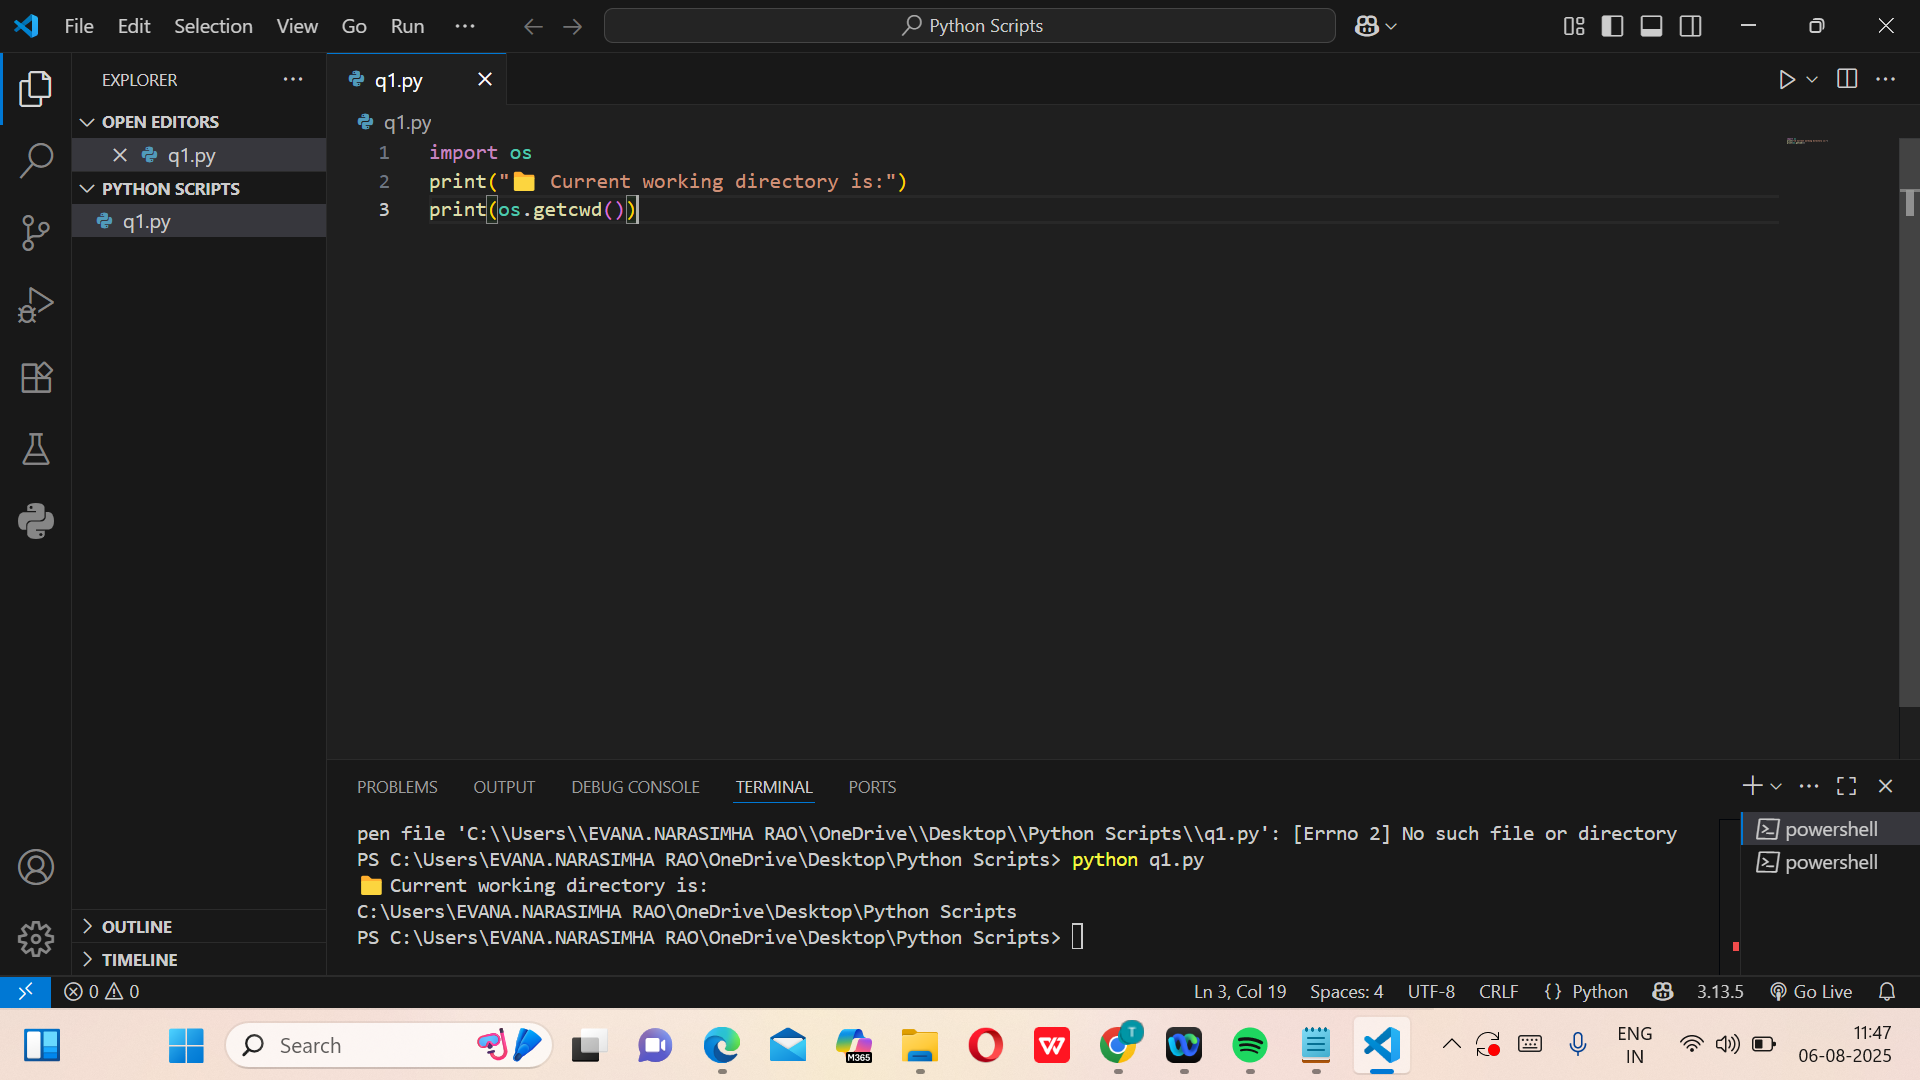 File Edit Selection View Go Run ··· Python Scripts
EXPLORER ···
OPEN EDITORS
q1.py
PYTHON SCRIPTS
q1.py
OUTLINE
TIMELINE
q1.py
q1.py
1 import os
2 print("📁 Current working directory is:")
3 print(os.getcwd())
PROBLEMS OUTPUT DEBUG CONSOLE TERMINAL PORTS
pen file 'C:\\Users\\EVANA.NARASIMHA RAO\\OneDrive\\Desktop\\Python Scripts\\q1.py': [Errno 2] No such file or directory
PS C:\Users\EVANA.NARASIMHA RAO\OneDrive\Desktop\Python Scripts> python q1.py
📁 Current working directory is:
C:\Users\EVANA.NARASIMHA RAO\OneDrive\Desktop\Python Scripts
PS C:\Users\EVANA.NARASIMHA RAO\OneDrive\Desktop\Python Scripts>
powershell
powershell
0 0 Ln 3, Col 19 Spaces: 4 UTF-8 CRLF {} Python 3.13.5 Go Live
Search
M365
W
T
ENG
IN
11:47
06-08-2025